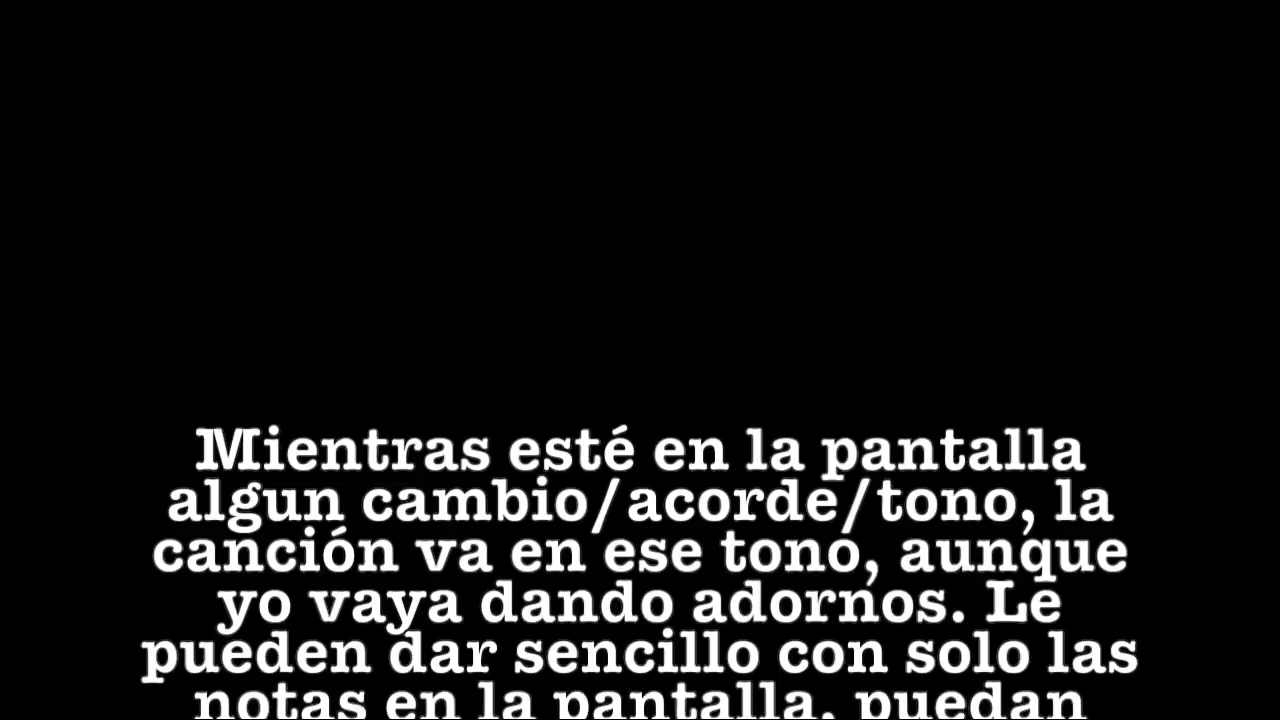 Mientras esté en la pantalla
algun cambio/acorde/tono, la
canción va en ese tono, aunque
yo vaya dando adornos. Le
pueden dar sencillo con solo las
notas en la pantalla, puedan